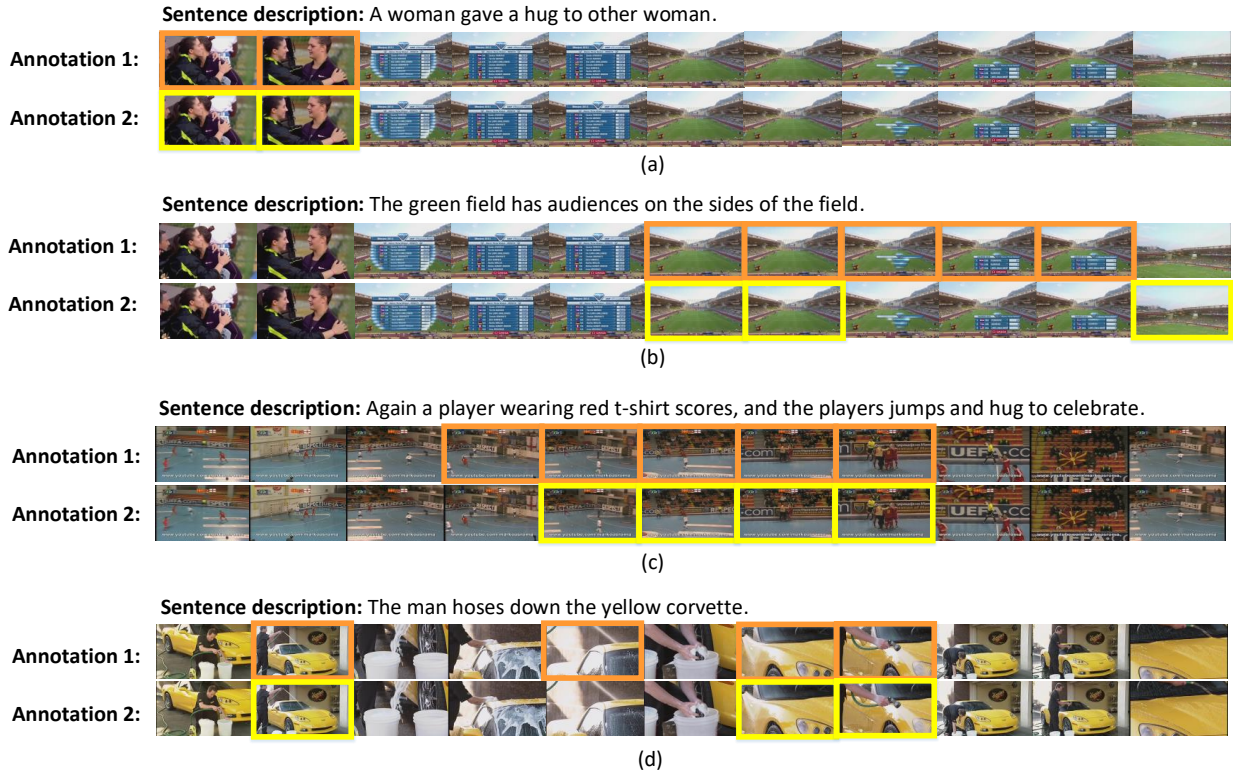 Sentence description: A woman gave a hug to other woman.
Annotation 1:
Annotation 2:
(a)
Sentence description: The green field has audiences on the sides of the field.
Annotation 1:
Annotation 2:
(b)
Sentence description: Again a player wearing red t-shirt scores, and the players jumps and hug to celebrate.
Annotation 1:
Annotation 2:
(c)
Sentence description: The man hoses down the yellow corvette.
Annotation 1:
Annotation 2:
(d)